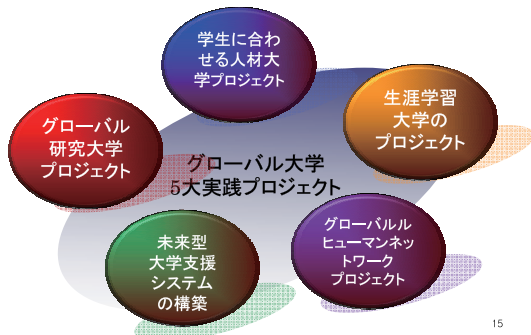 学生に合わ
せる人材大
学プロジェクト
グローバル
研究大学
プロジェクト
生涯学習
大学の
プロジェクト
グローバル大学
5大実践プロジェクト
未来型
大学支援
システム
の構築
グローバルル
ヒューマンネッ
トワーク
プロジェクト
15